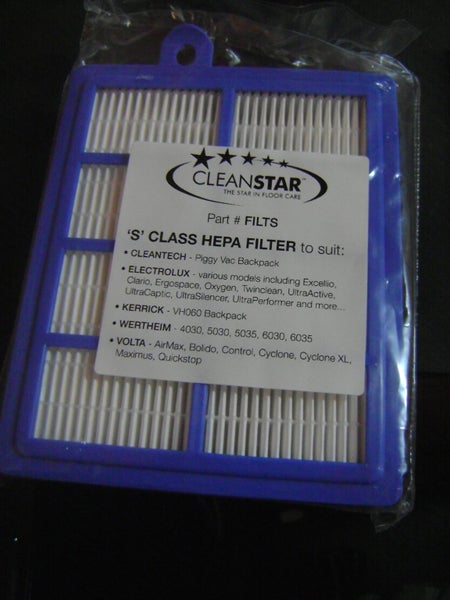 CLEANSTAR™
THE STAR IN FLOOR CARE
Part # FILTS
'S' CLASS HEPA FILTER to suit:
• CLEANTECH - Piggy Vac Backpack
• ELECTROLUX - various models including Excellio,
Clario, Ergospace, Oxygen, Twinclean, UltraActive,
UltraCaptic, UltraSilencer, UltraPerformer and more...
• KERRICK - VH060 Backpack
• WERTHEIM - 4030, 5030, 5035, 6030, 6035
• VOLTA - AirMax, Bolido, Control, Cyclone, Cyclone XL,
Maximus, Quickstop